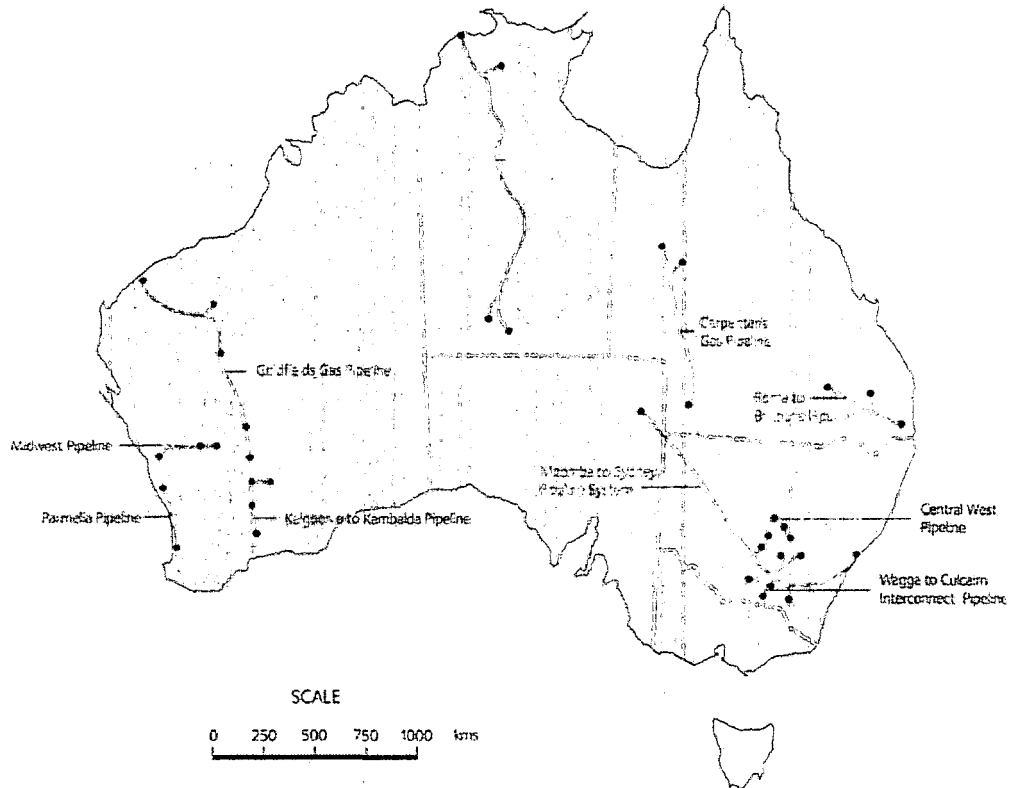 Carpentaria
Gas Pipeline
Goldfields Gas Pipeline
Roma to
Brisbane Pipeline
Midwest Pipeline
Moomba to Sydney
Pipeline System
Central West
Pipeline
Parmelia Pipeline
Kalgoorlie to Kambalda Pipeline
Wagga to Culcairn
Interconnect Pipeline
SCALE
0 250 500 750 1000 kms